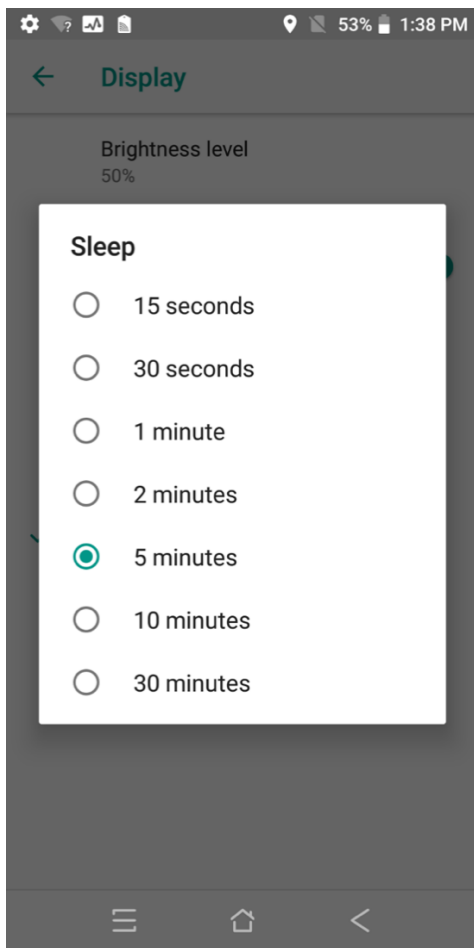 53% 1:38 PM
Display
Brightness level
50%
Sleep
15 seconds
30 seconds
1 minute
2 minutes
5 minutes
10 minutes
30 minutes